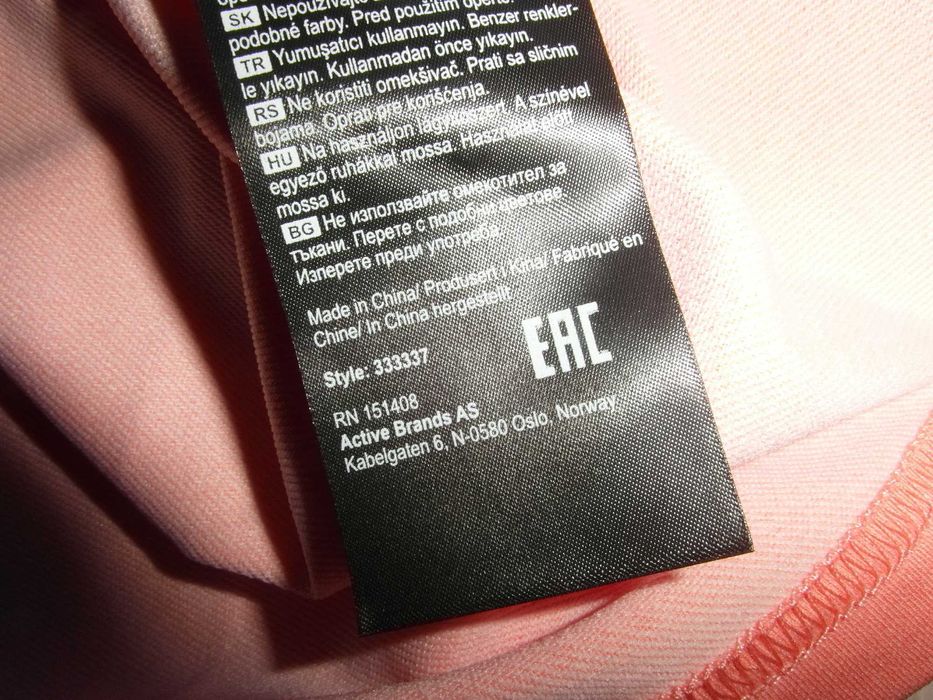 SK Nepoužívajte
podobné farby. Pred použitím operte.
TR Yumuşatıcı kullanmayın. Benzer renkler-
le yıkayın. Kullanmadan önce yıkayın.
RS Ne koristiti omekšivač. Prati sa sličnim
bojama. Oprati pre korišćenja.
HU Na használjon A színével
egyező ruhákkal mossa. Használat előtt
mossa ki.
BG Не използвайте омекотител за
тъкани. Перете с подобни цветове.
Изперете преди употреба.
Made in China/ Produsert i Kina/ Fabriqué en
Chine/ In China hergestellt
EAC
Style: 333337
RN 151408
Active Brands AS
Kabelgaten 6, N-0580 Oslo, Norway